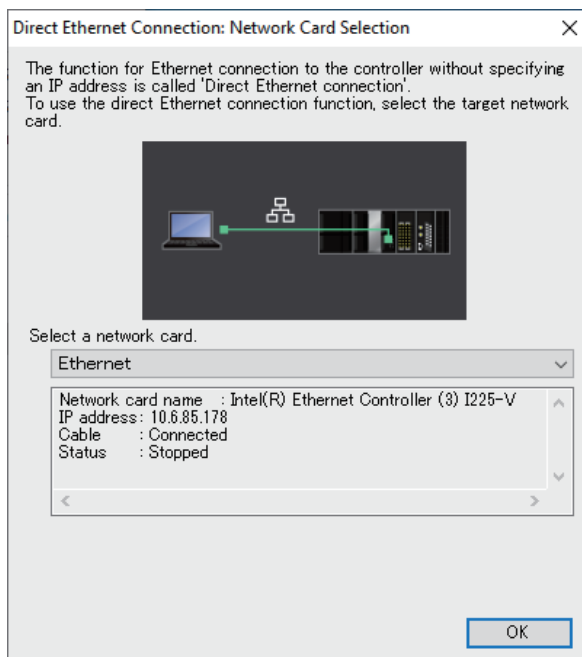 Direct Ethernet Connection: Network Card Selection
The function for Ethernet connection to the controller without specifying
an IP address is called 'Direct Ethernet connection'.
To use the direct Ethernet connection function, select the target network
card.
Select a network card.
Ethernet
Network card name : Intel(R) Ethernet Controller (3) I225-V
IP address: 10.6.85.178
Cable : Connected
Status : Stopped
OK